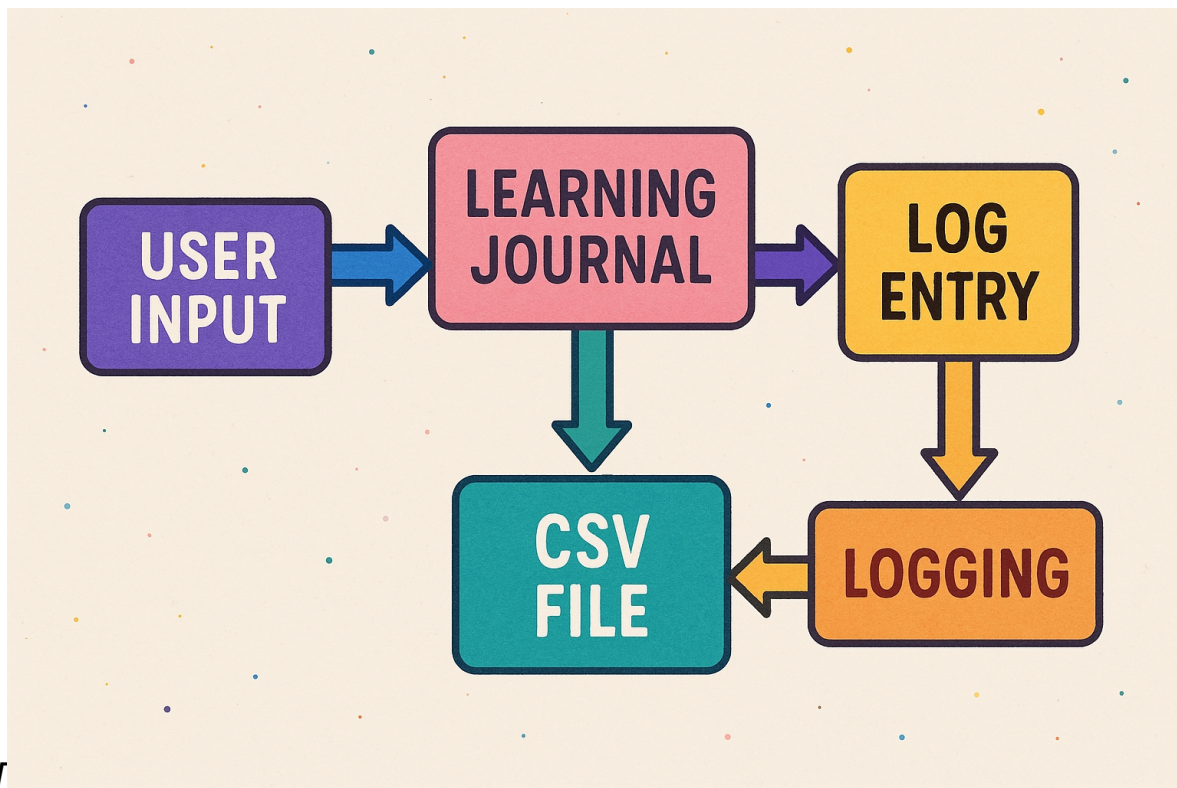 USER
INPUT
LEARNING
JOURNAL
LOG
ENTRY
CSV
FILE
LOGGING